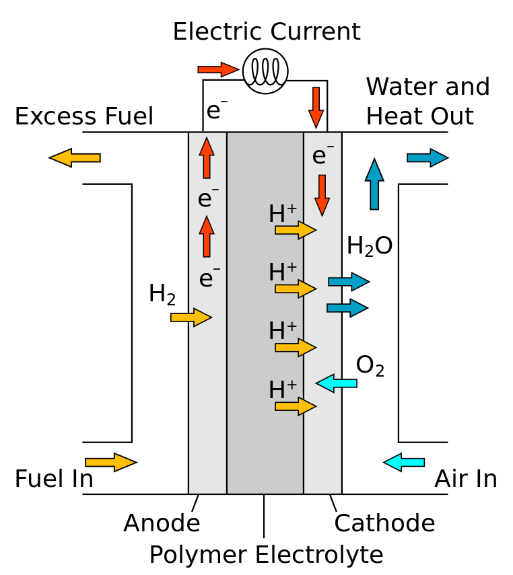 Electric Current
Water and
Heat Out
Excess Fuel
e⁻
e⁻
e⁻
e⁻
H⁺
H₂O
H⁺
H₂
H⁺
O₂
H⁺
Fuel In
Air In
Anode
Cathode
Polymer Electrolyte